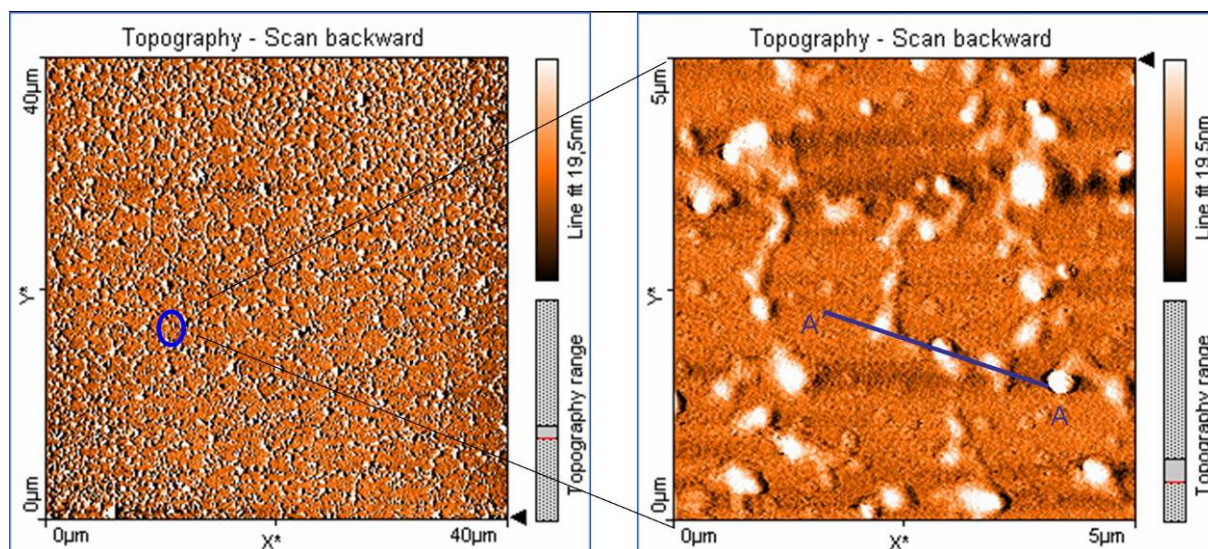 Topography - Scan backward
40µm
Y*
0µm
0µm
X*
40µm
Line fit 19,5nm
Topography range
Topography - Scan backward
5µm
Y*
0µm
0µm
X*
5µm
A
A
Line fit 19,5nm
Topography range